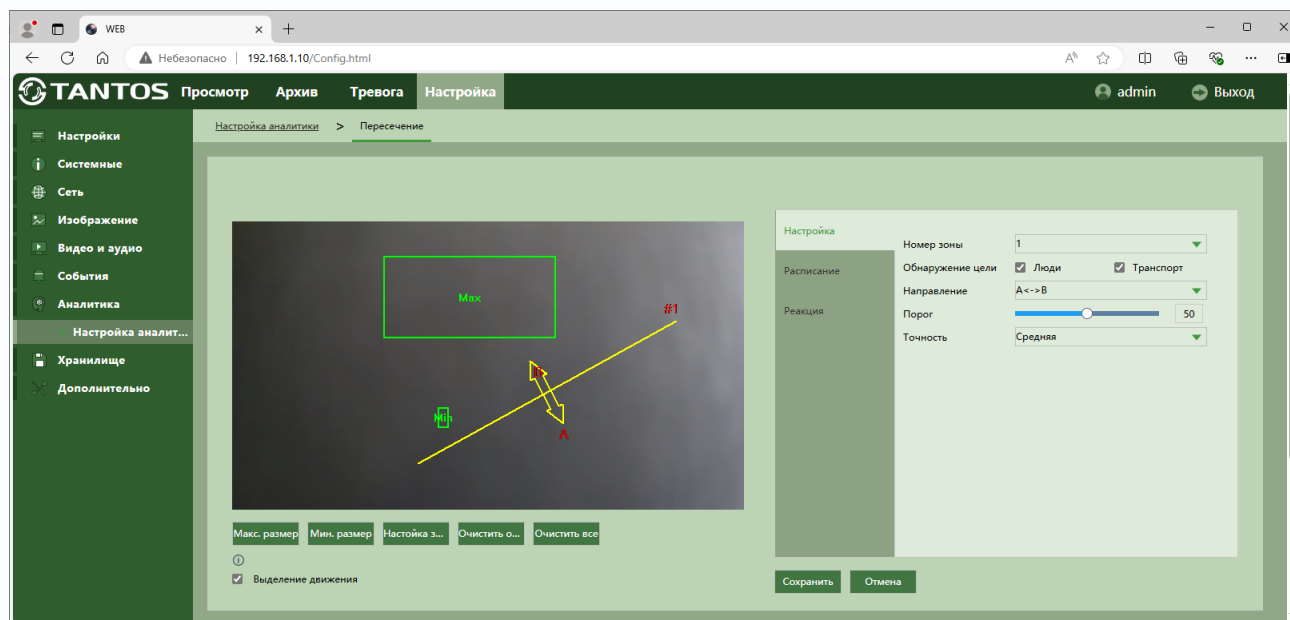 WEB
Небезопасно | 192.168.1.10/Config.html
TANTOS Просмотр Архив Тревога Настройка admin Выход
Настройки
Системные
Сеть
Изображение
Видео и аудио
События
Аналитика
Настройка аналит...
Хранилище
Дополнительно
Настройка аналитики > Пересечение
Max
#1
Min
A
Макс. размер Мин. размер Настойка з... Очистить о... Очистить все
Выделение движения
Настройка
Расписание
Реакция
Номер зоны 1
Обнаружение цели Люди Транспорт
Направление A<->B
Порог 50
Точность Средняя
Сохранить Отмена